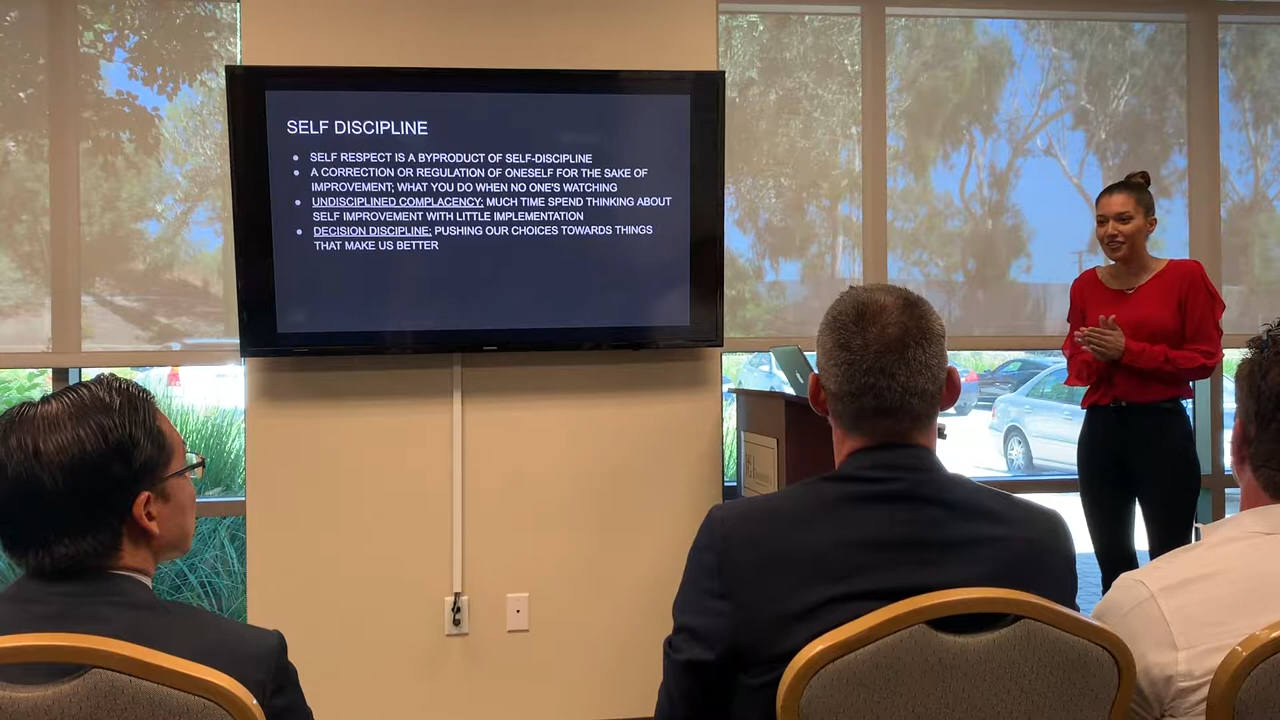 SELF DISCIPLINE
● SELF RESPECT IS A BYPRODUCT OF SELF-DISCIPLINE
● A CORRECTION OR REGULATION OF ONESELF FOR THE SAKE OF
IMPROVEMENT; WHAT YOU DO WHEN NO ONE'S WATCHING
● UNDISCIPLINED COMPLACENCY: MUCH TIME SPEND THINKING ABOUT
SELF IMPROVEMENT WITH LITTLE IMPLEMENTATION
● DECISION DISCIPLINE: PUSHING OUR CHOICES TOWARDS THINGS
THAT MAKE US BETTER